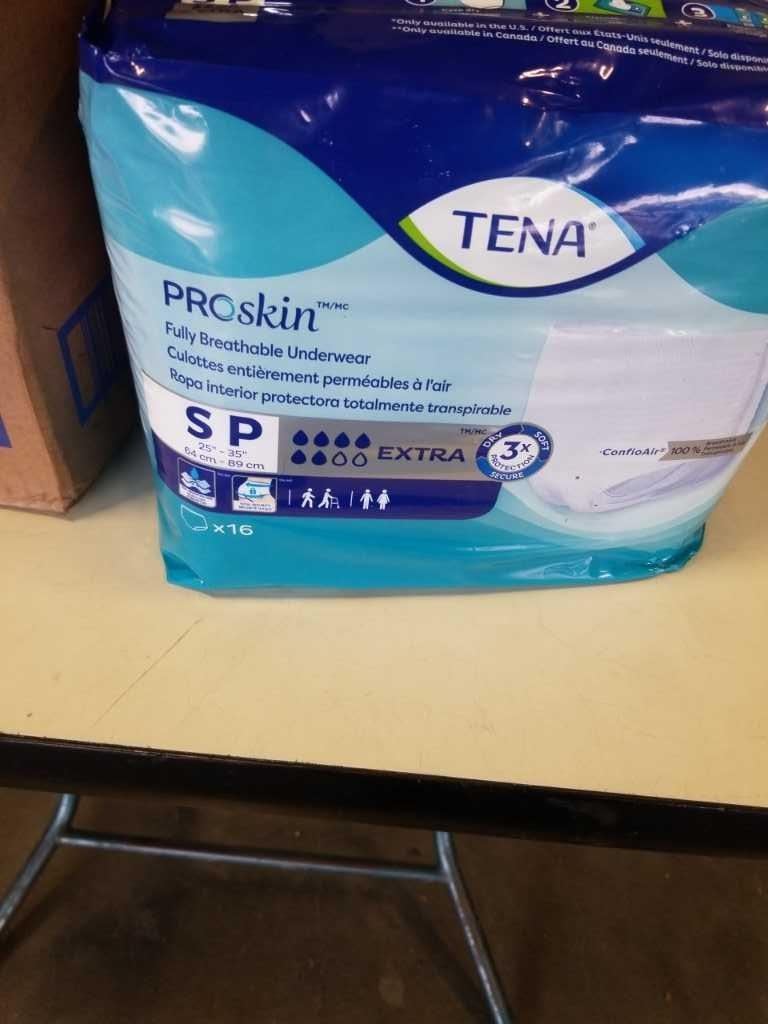 *Only available in the U.S. / Offert aux États-Unis seulement / Solo
**Only available in Canada / Offert au Canada seulement / Solo
TENA®
PROskin TM/MC
Fully Breathable Underwear
Culottes entièrement perméables à l'air
Ropa interior protectora totalmente transpirable
S P
25" - 35"
64 cm - 89 cm
EXTRA TM/MC
DRY SOFT SECURE
3x
PROTECTION
ConfioAir®
100 %
x16